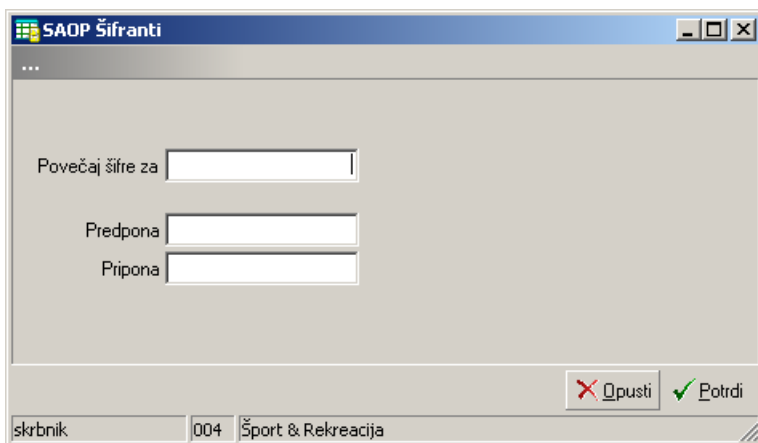 SAOP Šifranti
...
Povečaj šifre za
Predpona
Pripona
Opusti Potrdi
skrbnik 004 Šport & Rekreacija